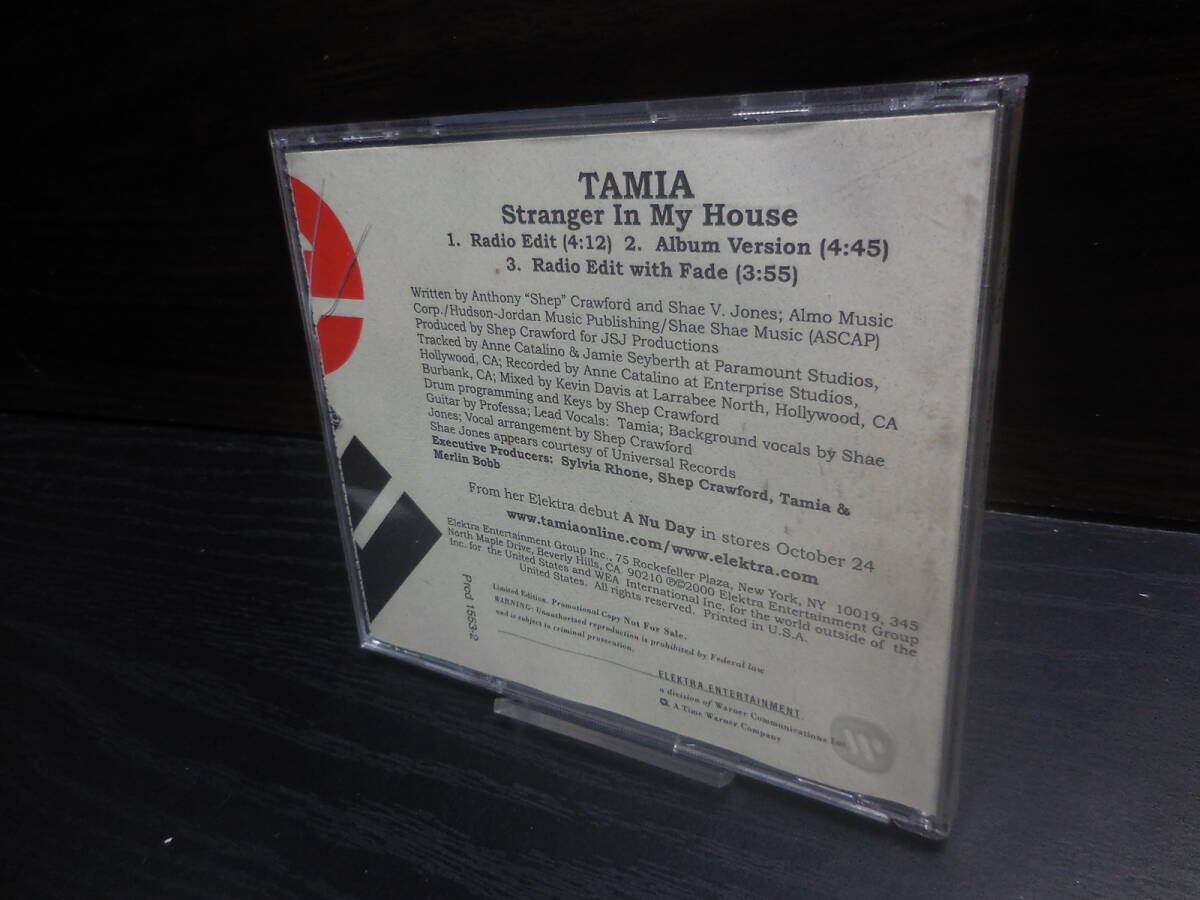 TAMIA
Stranger In My House
1. Radio Edit (4:12) 2. Album Version (4:45)
3. Radio Edit with Fade (3:55)
Written by Anthony "Shep" Crawford and Shae V. Jones; Almo Music
Corp./Hudson-Jordan Music Publishing/Shae Shae Music (ASCAP)
Produced by Shep Crawford for JSJ Productions
Tracked by Anne Catalino & Jamie Seyberth at Paramount Studios,
Hollywood, CA; Recorded by Anne Catalino at Enterprise Studios,
Burbank, CA; Mixed by Kevin Davis at Larrabee North, Hollywood, CA
Drum programming and Keys by Shep Crawford
Guitar by Professa; Lead Vocals: Tamia; Background vocals by Shae
Jones; Vocal arrangement by Shep Crawford
Shae Jones appears courtesy of Universal Records
Executive Producers: Sylvia Rhone, Shep Crawford, Tamia &
Merlin Bobb
From her Elektra debut A Nu Day in stores October 24
www.tamiaonline.com/www.elektra.com
Elektra Entertainment Group Inc., 75 Rockefeller Plaza, New York, NY 10019, 345
North Maple Drive, Beverly Hills, CA 90210 ℗©2000 Elektra Entertainment Group
Inc. for the United States and WEA International Inc. for the world outside of the
United States. All rights reserved. Printed in U.S.A.
Limited Edition. Promotional Copy Not For Sale.
WARNING: Unauthorized reproduction is prohibited by Federal law
and is subject to criminal prosecution.
ELEKTRA ENTERTAINMENT
a division of Warner Communications Inc
A Time Warner Company
Prcd 1553-2